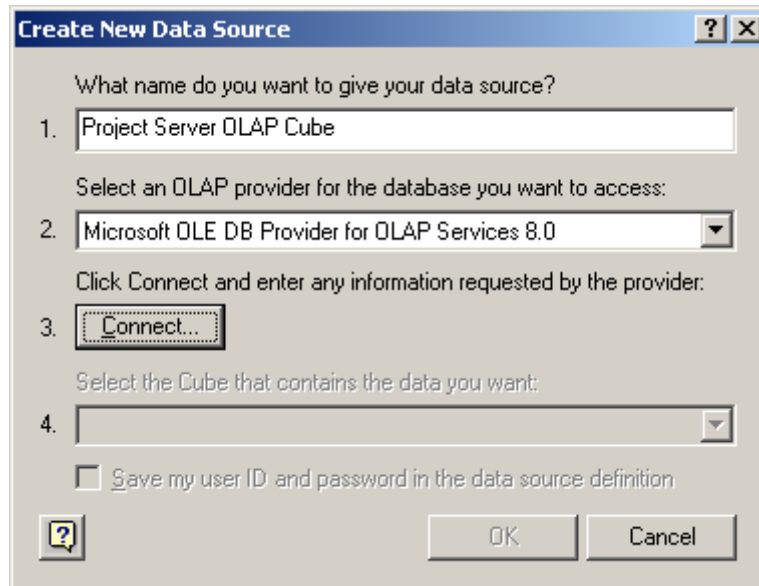 Create New Data Source
What name do you want to give your data source?
1. Project Server OLAP Cube
Select an OLAP provider for the database you want to access:
2. Microsoft OLE DB Provider for OLAP Services 8.0
Click Connect and enter any information requested by the provider:
3. Connect...
Select the Cube that contains the data you want:
4.
Save my user ID and password in the data source definition
OK Cancel